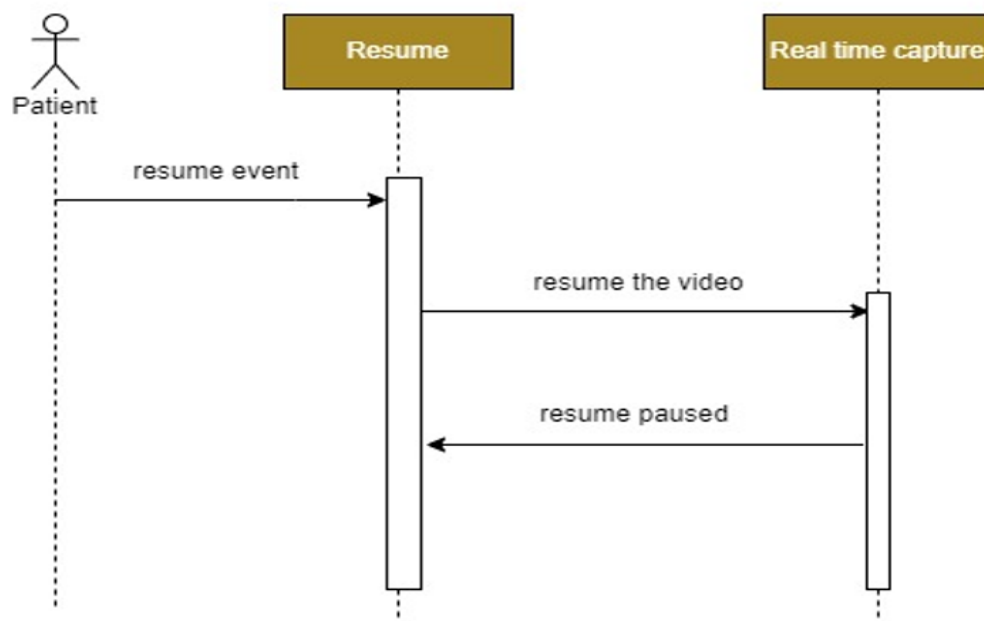 Resume
Real time capture
Patient
resume event
resume the video
resume paused